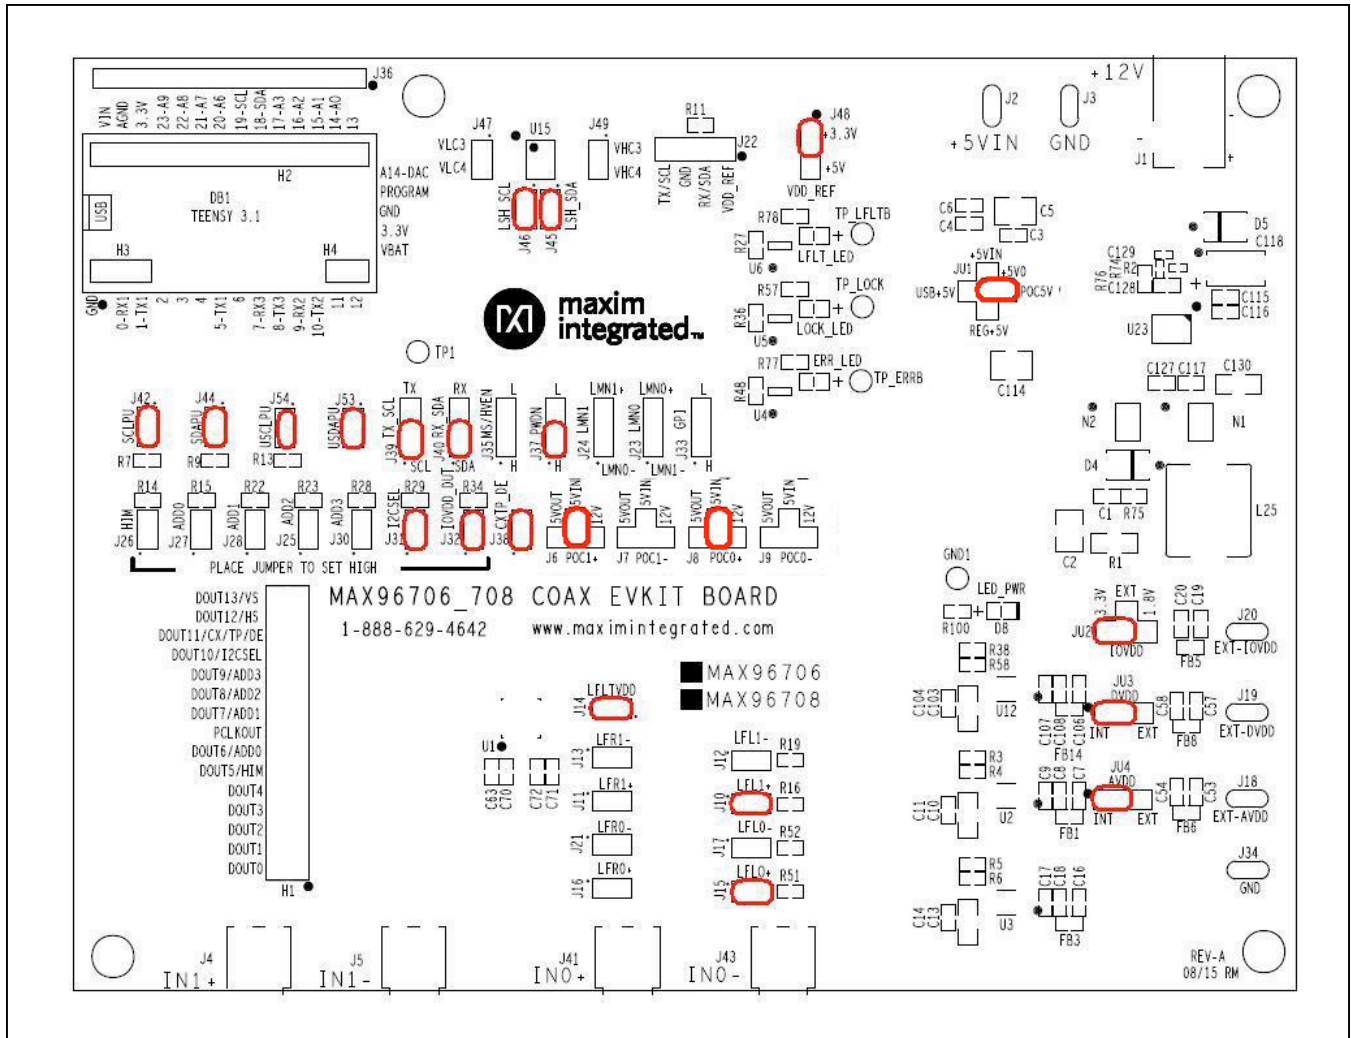 J36
VIN
AGND
3.3V
23-A9
22-A8
21-A7
20-A6
19-SCL
18-SDA
17-A3
16-A2
15-A1
14-A0
13
H2
DB1
TEENSY 3.1
USB
H3
H4
A14-DAC
PROGRAM
GND
3.3V
VBAT
GND
0-RX1
1-TX1
2
3
4
5-TX1
6
7-RX3
8-TX3
9-RX2
10-TX2
11
12
J47
VLC3
VLC4
U15
J49
VHC3
VHC4
LSH_SCL
LSH_SDA
J46
J45
R11
J22
TX/SCL
GND
RX/SDA
VDD_REF
J48
+3.3V
+5V
VDD_REF
R78
TP_LFLTB
R27
LFLT_LED
U6
R57
TP_LOCK
R36
LOCK_LED
U5
R77
ERR_LED
R48
TP_ERRB
U4
+12V
J2
J3
+5VIN
GND
J1
-
+
C6
C4
C5
C3
+5VIN
JU1
+5VO
USB+5V
POC5V
REG+5V
C114
D5
C118
C129
R76
R74
R2
C128
+
C115
C116
U23
C127
C117
C130
N2
N1
D4
C1
R75
L25
C2
R1
maxim
integrated™
TP1
J42
SCLPU
R7
J44
SDAPU
R9
J54
USCLPU
R13
J53
USDAPU
TX
J39 TX_SCL
SCL
RX
J40 RX_SDA
SDA
L
J35 MS/HVEN
H
L
J37 PWDN
H
LMN1+
J24 LMN1
LMN0-
LMN0+
J23 LMN0
LMN1-
L
J33 GPI
H
R14
HIM
J26
R15
ADD0
J27
R22
ADD1
J28
R23
ADD2
J25
R28
ADD3
J30
R29
I2CSEL
J31
R34
IOVDD_OUT
J32
CXTP_DE
J38
5VOUT
5VIN
12V
J6 POC1+
5VOUT
5VIN
12V
J7 POC1-
5VOUT
5VIN
12V
J8 POC0+
5VOUT
5VIN
12V
J9 POC0-
PLACE JUMPER TO SET HIGH
MAX96706_708 COAX EVKIT BOARD
1-888-629-4642 www.maximintegrated.com
MAX96706
MAX96708
DOUT13/VS
DOUT12/HS
DOUT11/CX/TP/DE
DOUT10/I2CSEL
DOUT9/ADD3
DOUT8/ADD2
DOUT7/ADD1
PCLKOUT
DOUT6/ADD0
DOUT5/HIM
DOUT4
DOUT3
DOUT2
DOUT1
DOUT0
H1
U1
C63
C70
C72
C71
LFLTVDD
J14
LFR1-
J13
LFR1+
J11
LFR0-
J21
LFR0+
J16
LFL1-
J12
R19
LFL1+
J10
R16
LFL0-
J17
R52
LFL0+
J15
R51
GND1
LED_PWR
R100
+
D8
R38
R58
C104
C103
U12
R3
R4
C11
C10
U2
R5
R6
C14
C13
U3
3.3V
EXT
1.8V
JU2
IOVDD
C20
C19
FB5
J20
EXT-IOVDD
JU3
DVDD
INT
EXT
C107
C108
C106
FB14
C58
C57
FB8
J19
EXT-DVDD
JU4
AVDD
INT
EXT
C9
C8
C7
FB1
C54
C53
FB6
J18
EXT-AVDD
J34
GND
C17
C18
C16
FB3
J4
IN1+
J5
IN1-
J41
IN0+
J43
IN0-
REV-A
08/15 RM